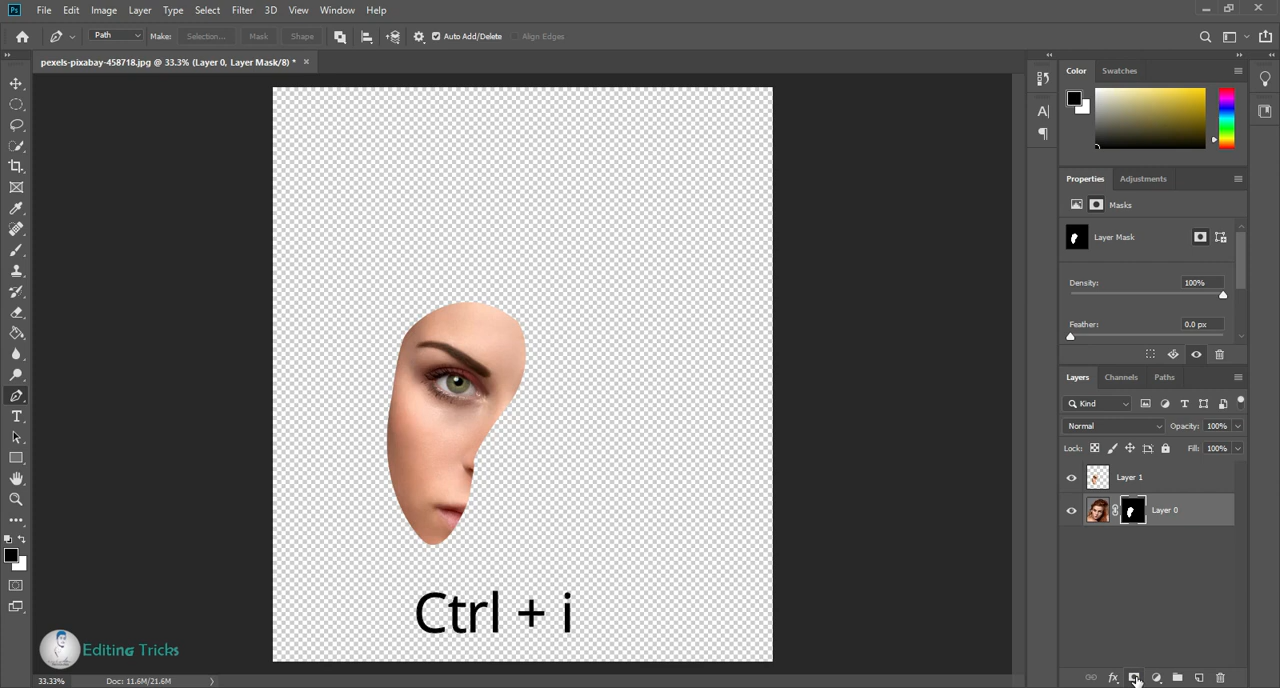 Ps File Edit Image Layer Type Select Filter 3D View Window Help
Path Make: Selection... Mask Shape Auto Add/Delete Align Edges
pexels-pixabay-458718.jpg @ 33.3% (Layer 0, Layer Mask/8) * ×
Color Swatches
Properties Adjustments
Masks
Layer Mask
Density: 100%
Feather: 0.0 px
Layers Channels Paths
Kind
Normal Opacity: 100%
Lock: Fill: 100%
Layer 1
Layer 0
Ctrl + i
Editing Tricks
33.33% Doc: 11.6M/21.6M